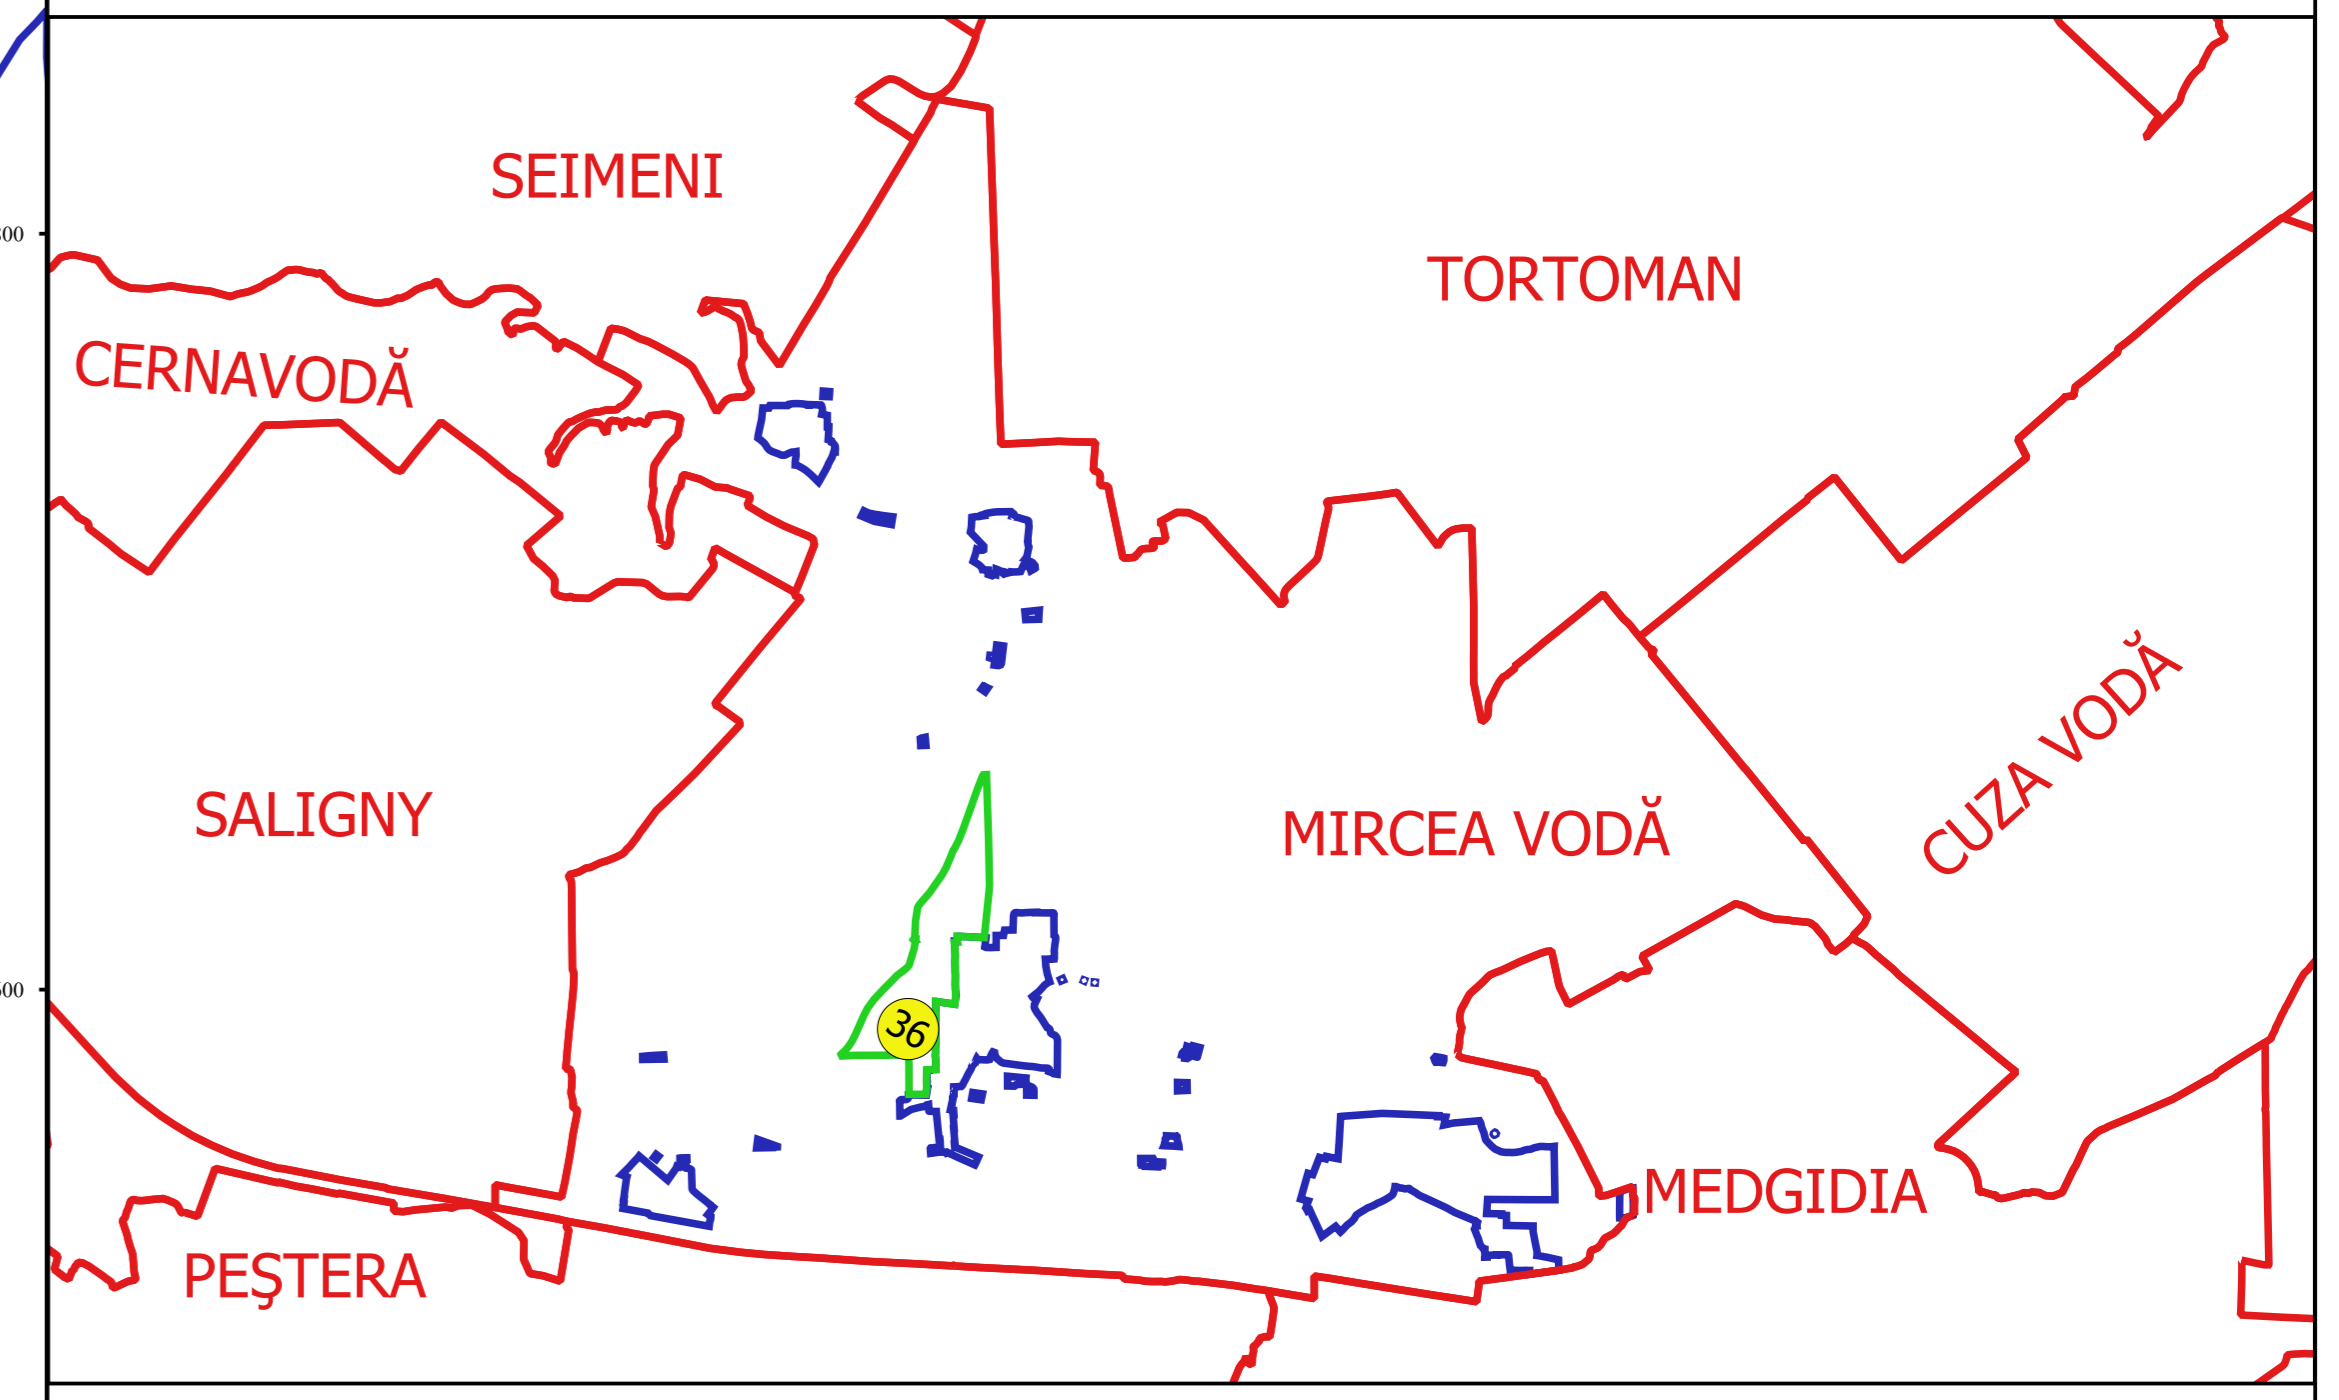 SEIMENI
TORTOMAN
CERNAVODĂ
SALIGNY
MIRCEA VODĂ
CUZA VODĂ
36
MEDGIDIA
PEŞTERA